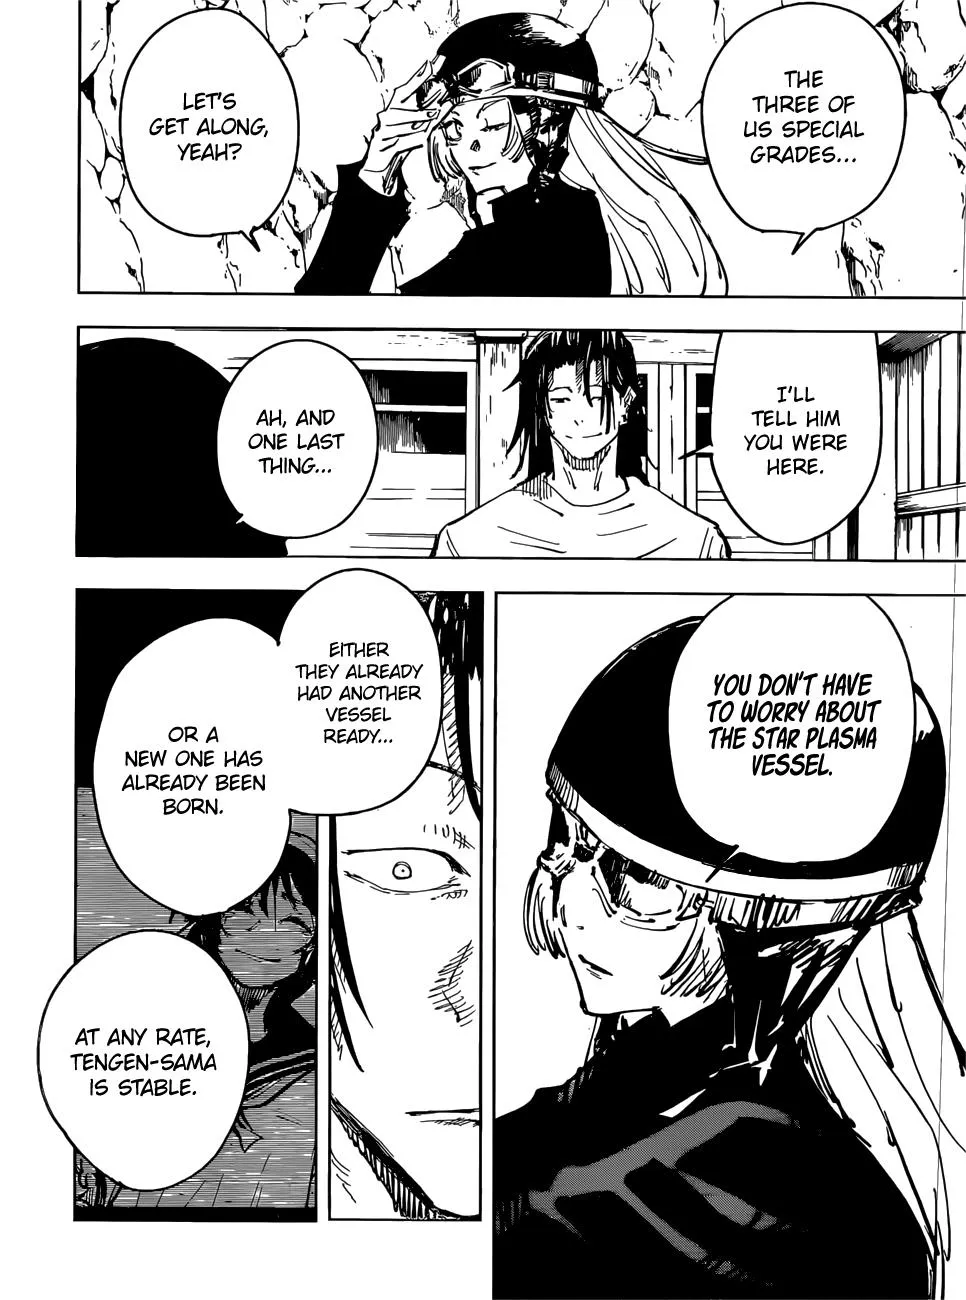 THE
THREE OF
US SPECIAL
GRADES...
LET'S
GET ALONG,
YEAH?
I'LL
TELL HIM
YOU WERE
HERE.
AH, AND
ONE LAST
THING...
YOU DON'T HAVE
TO WORRY ABOUT
THE STAR PLASMA
VESSEL.
EITHER
THEY ALREADY
HAD ANOTHER
VESSEL
READY...
OR A
NEW ONE HAS
ALREADY BEEN
BORN.
AT ANY RATE,
TENGEN-SAMA
IS STABLE.